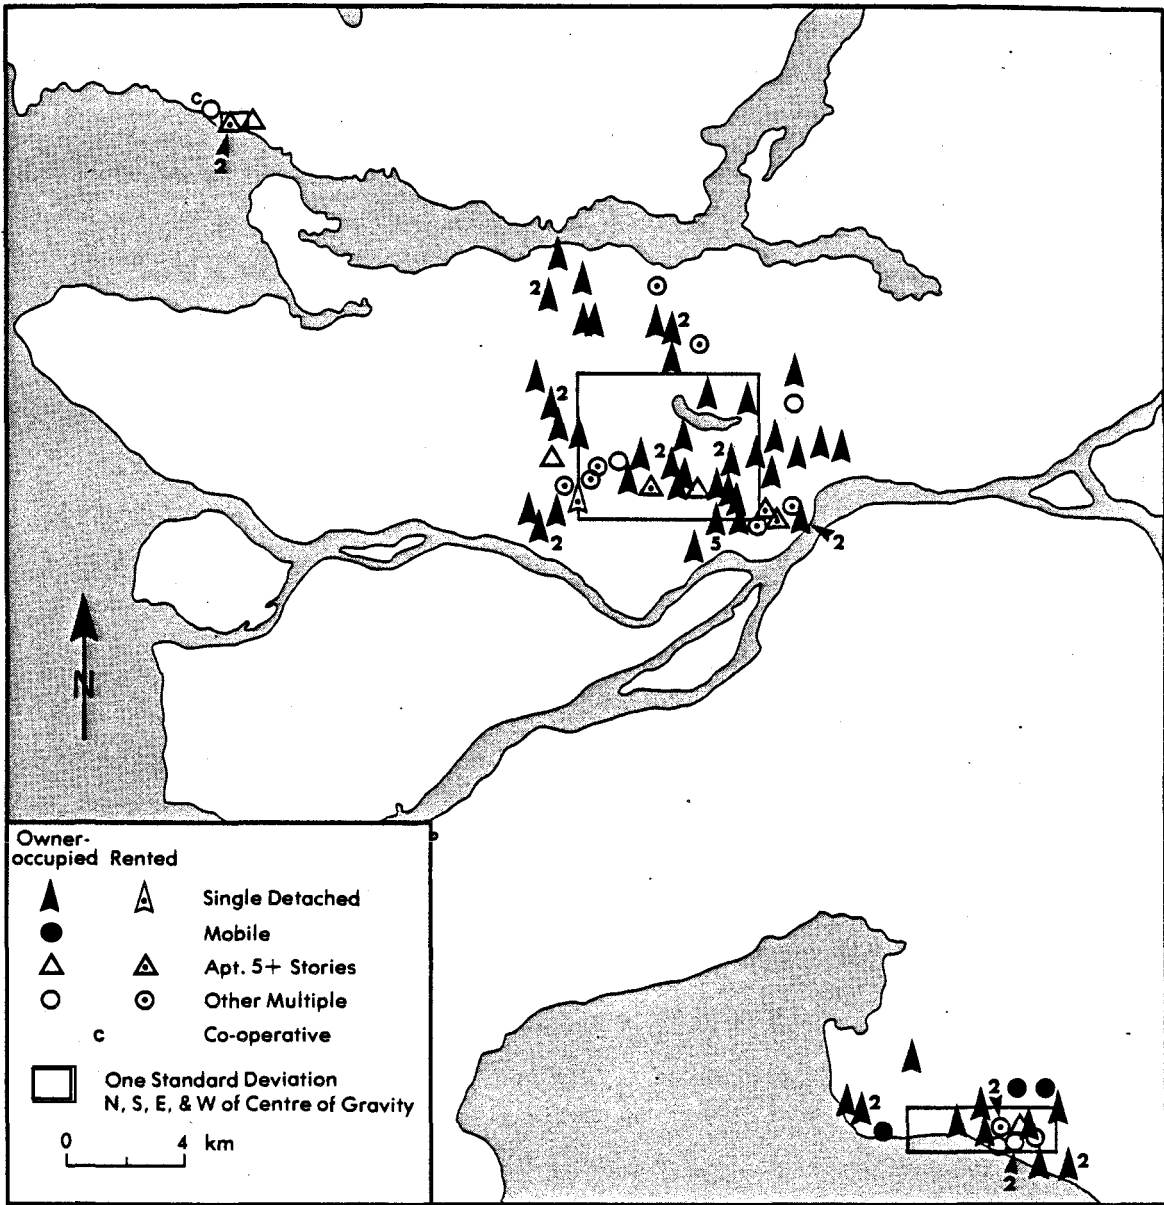 c
2
2
2
2
2
2
2
5
2
N
Owner-
occupied Rented
Single Detached
Mobile
Apt. 5+ Stories
Other Multiple
c Co-operative
One Standard Deviation
N, S, E, & W of Centre of Gravity
0 4 km
2
2
2
2